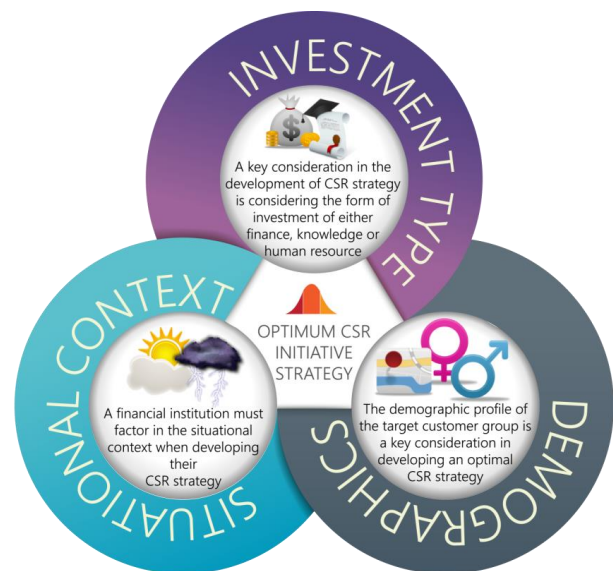 INVESTMENT TYPE
$
A key consideration in the
development of CSR strategy
is considering the form of
investment of either
finance, knowledge or
human resource
SITUATIONAL CONTEXT
A financial institution must
factor in the situational
context when developing
their
CSR strategy
OPTIMUM CSR
INITIATIVE
STRATEGY
DEMOGRAPHICS
The demographic profile of
the target customer group is
a key consideration in
developing an optimal
CSR strategy